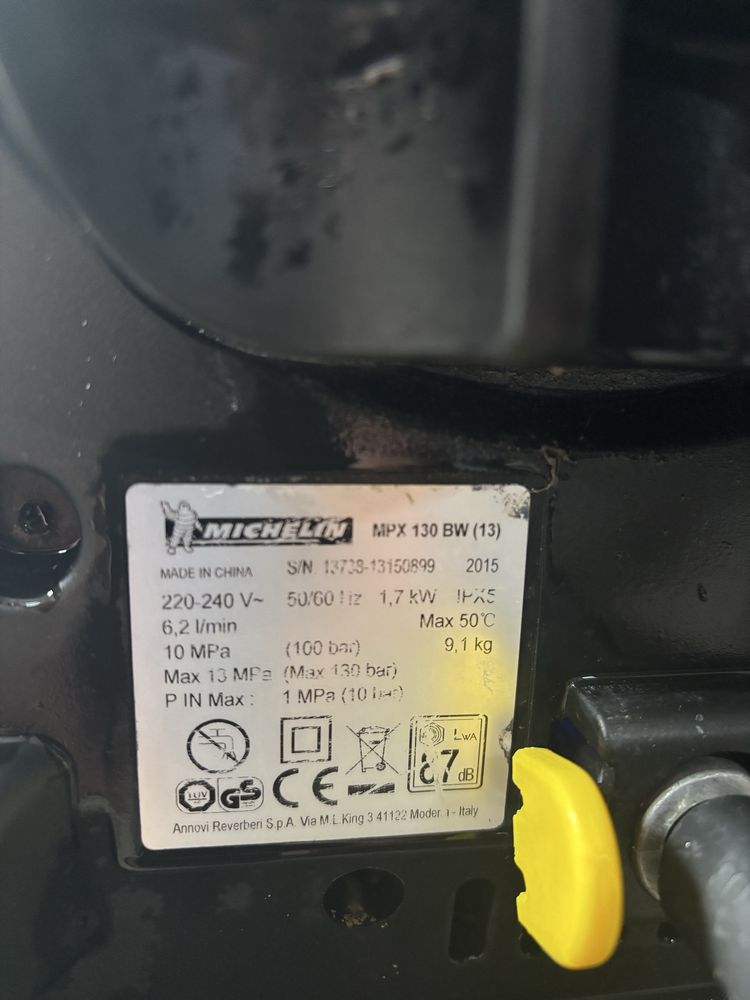 MICHELIN MPX 130 BW (13)
MADE IN CHINA S/N 13738-13150899 2015
220-240 V~ 50/60 Hz 1,7 kW IPX5
6,2 l/min Max 50°C
10 MPa (100 bar) 9,1 kg
Max 13 MPa (Max 130 bar)
P IN Max : 1 MPa (10 bar)
LWA
87 dB
TÜV GS CE
Annovi Reverberi S.p.A. Via M.L.King 3 41122 Modena - Italy